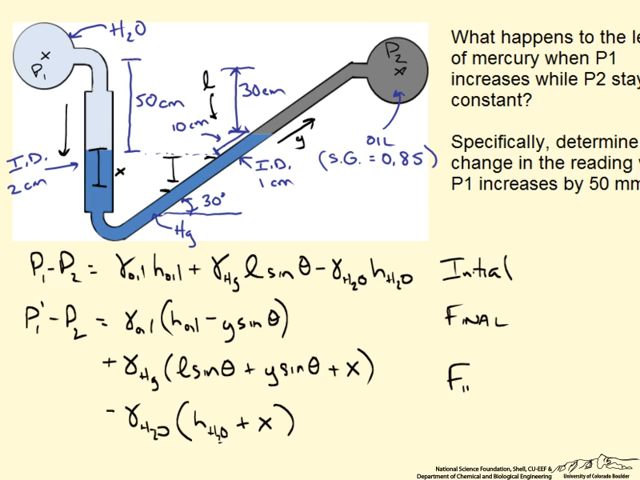 H₂O
P₁
P₂
50cm
l
30cm
10cm
y
OIL
(S.G. = 0.85)
I.D.
2cm
x
I.D.
1cm
30°
Hg
What happens to the le
of mercury when P1
increases while P2 stay
constant?
Specifically, determine
change in the reading
P1 increases by 50 mm
P₁-P₂ = γoil hoil + γHg l sin θ - γH₂O hH₂O Initial
P₁' - P₂ = γoil (hoil - y sin θ) FINAL
+ γHg (l sin θ + y sin θ + x)
- γH₂O (hH₂O + x)
National Science Foundation, Shell, CU-EEF &
Department of Chemical and Biological Engineering
University of Colorado Boulder